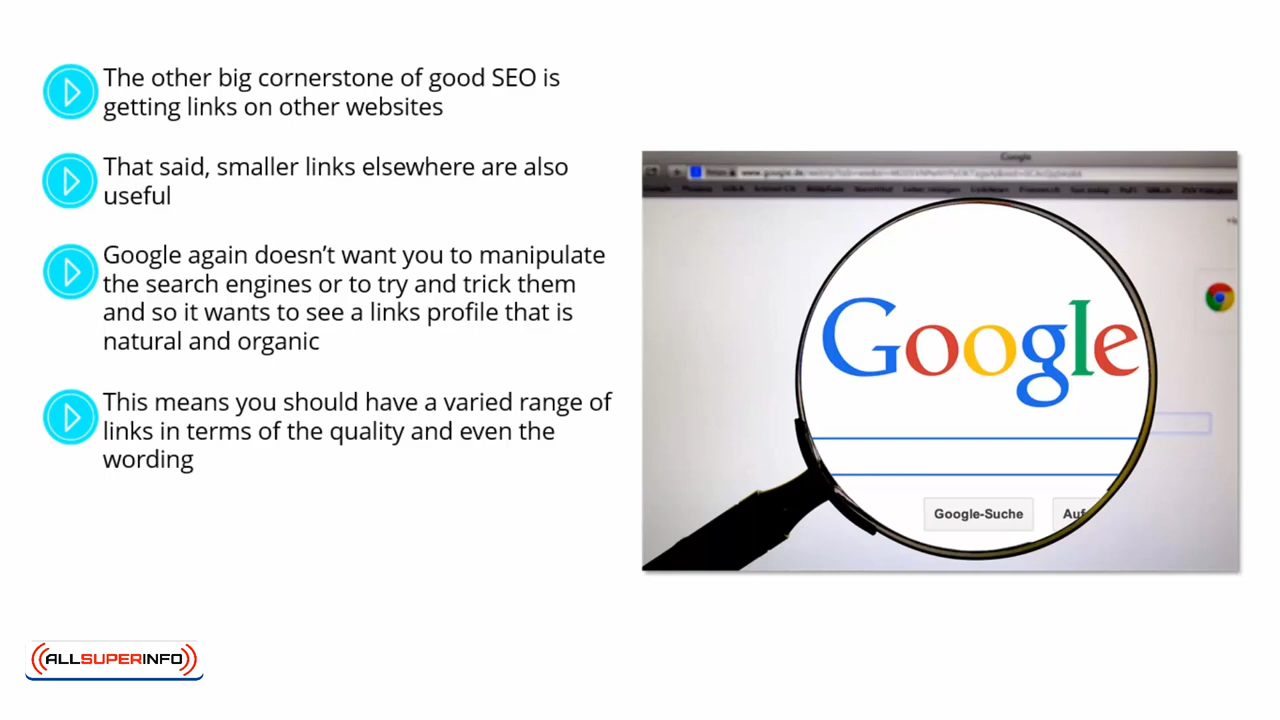 The other big cornerstone of good SEO is
getting links on other websites
That said, smaller links elsewhere are also
useful
Google again doesn’t want you to manipulate
the search engines or to try and trick them
and so it wants to see a links profile that is
natural and organic
This means you should have a varied range of
links in terms of the quality and even the
wording
Google
Google
Google-Suche
ALLSUPERINFO